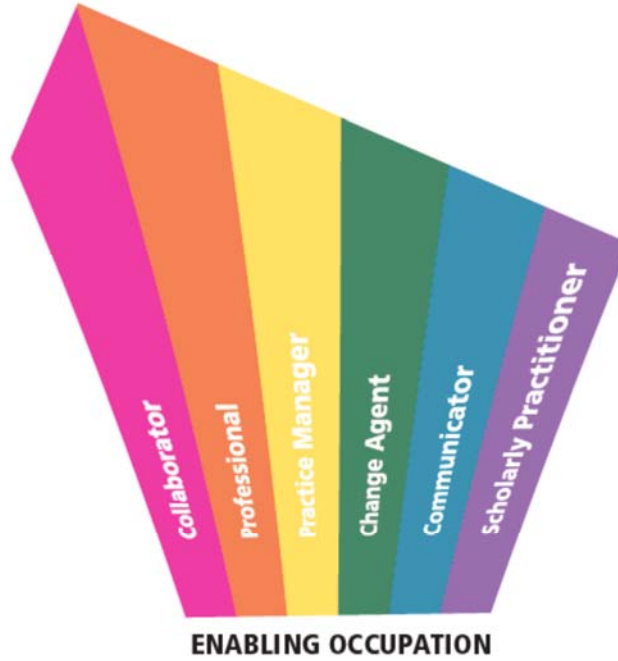 Collaborator
Professional
Practice Manager
Change Agent
Communicator
Scholarly Practitioner
ENABLING OCCUPATION